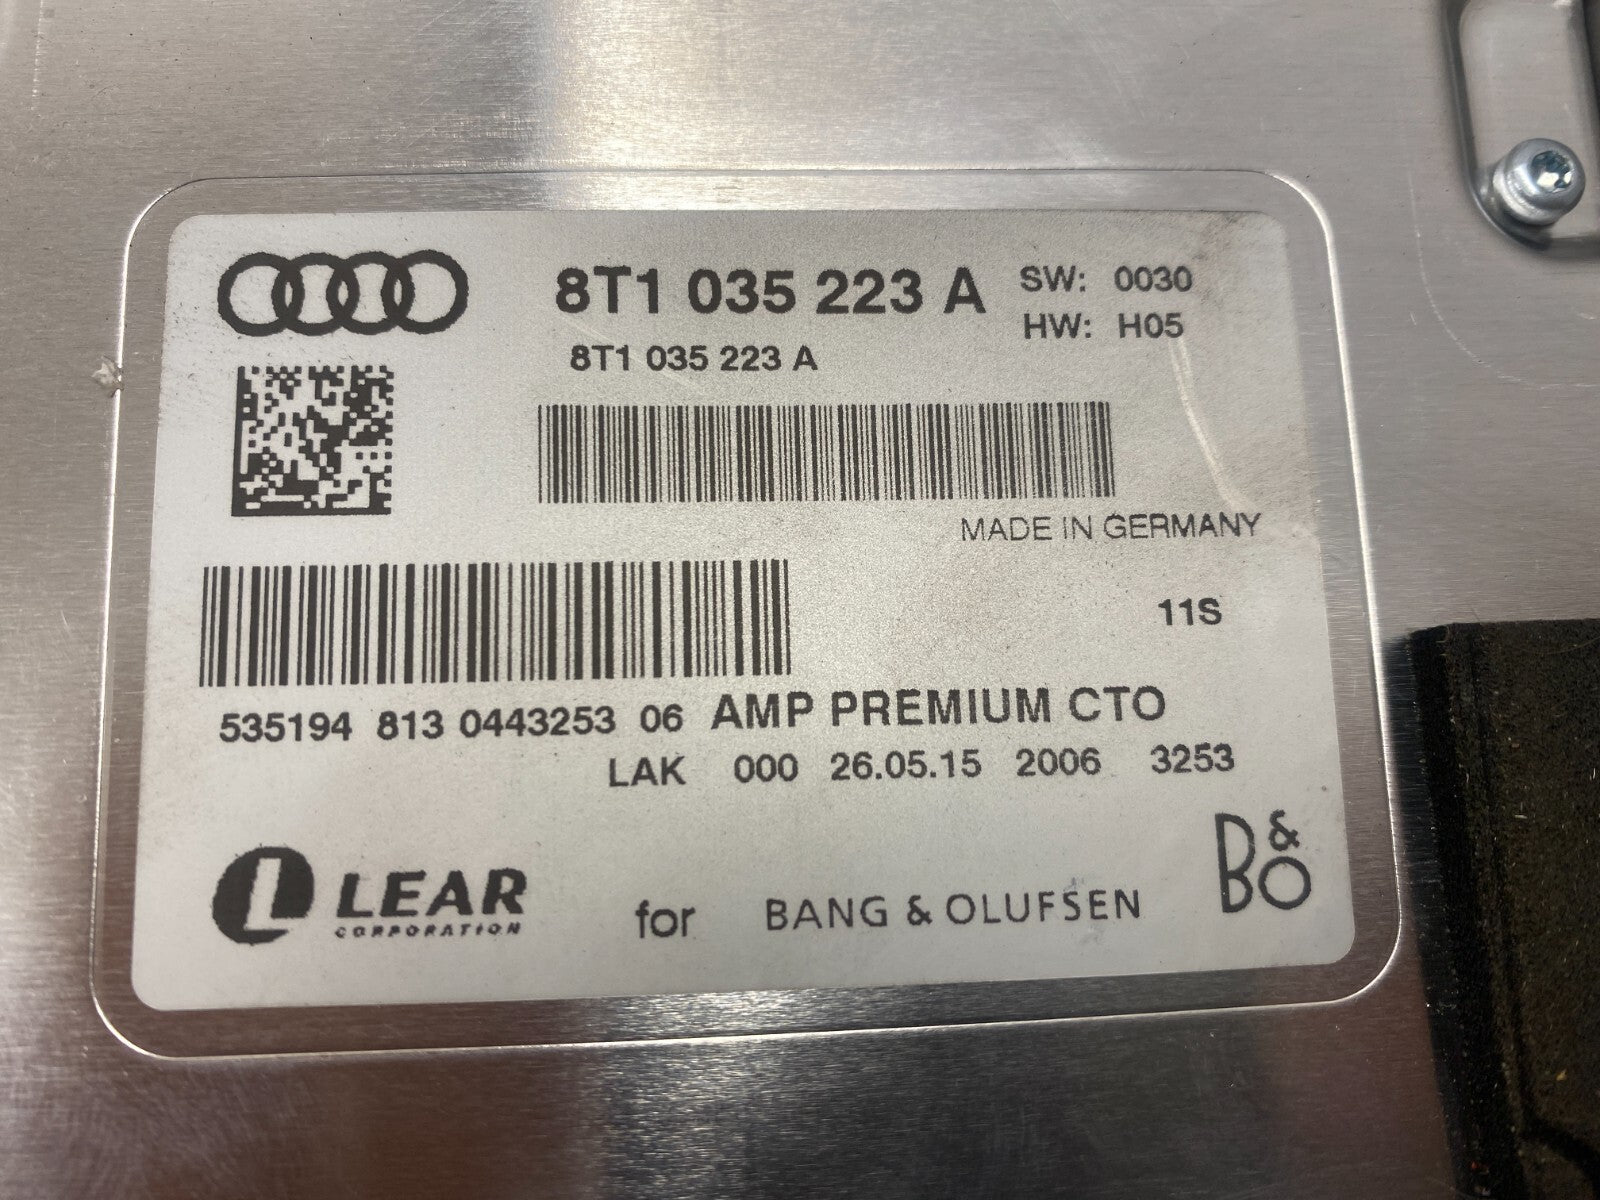 8T1 035 223 A SW: 0030
HW: H05
8T1 035 223 A
MADE IN GERMANY
11S
535194 813 0443253 06 AMP PREMIUM CTO
LAK 000 26.05.15 2006 3253
L LEAR
CORPORATION
for BANG & OLUFSEN
B&O